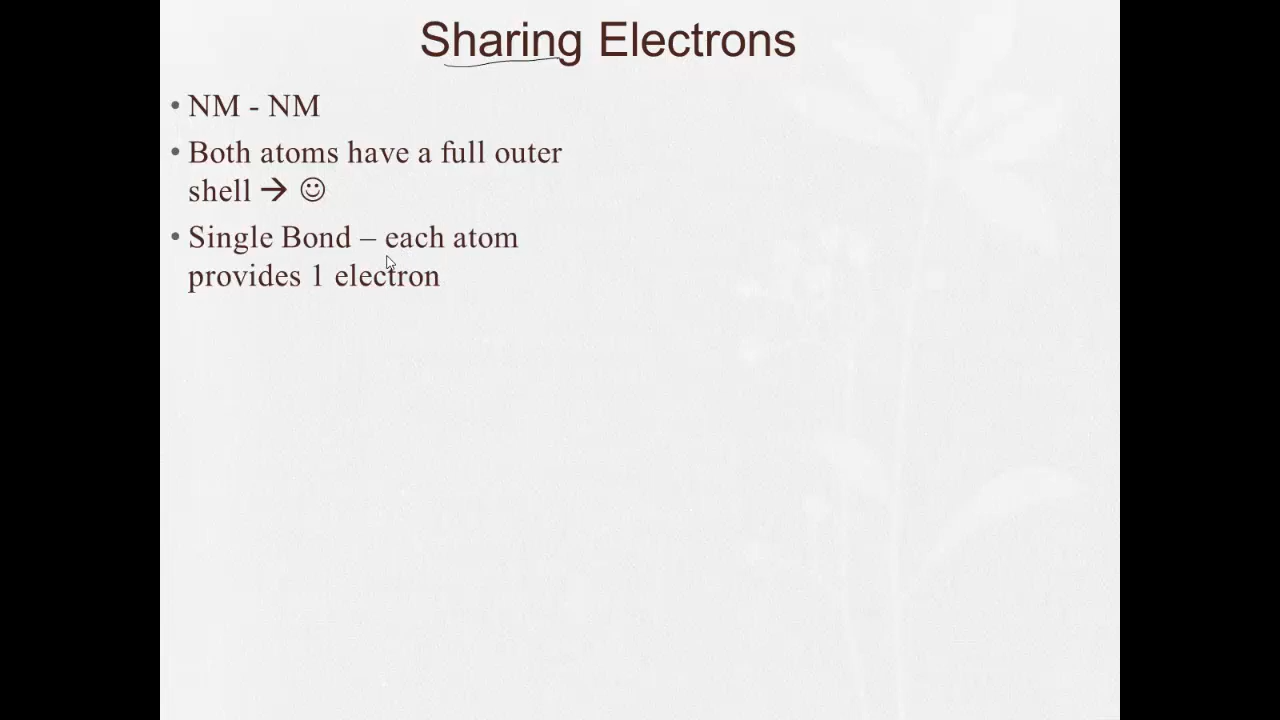 Sharing Electrons
• NM - NM
• Both atoms have a full outer
shell → ☺
• Single Bond – each atom
provides 1 electron